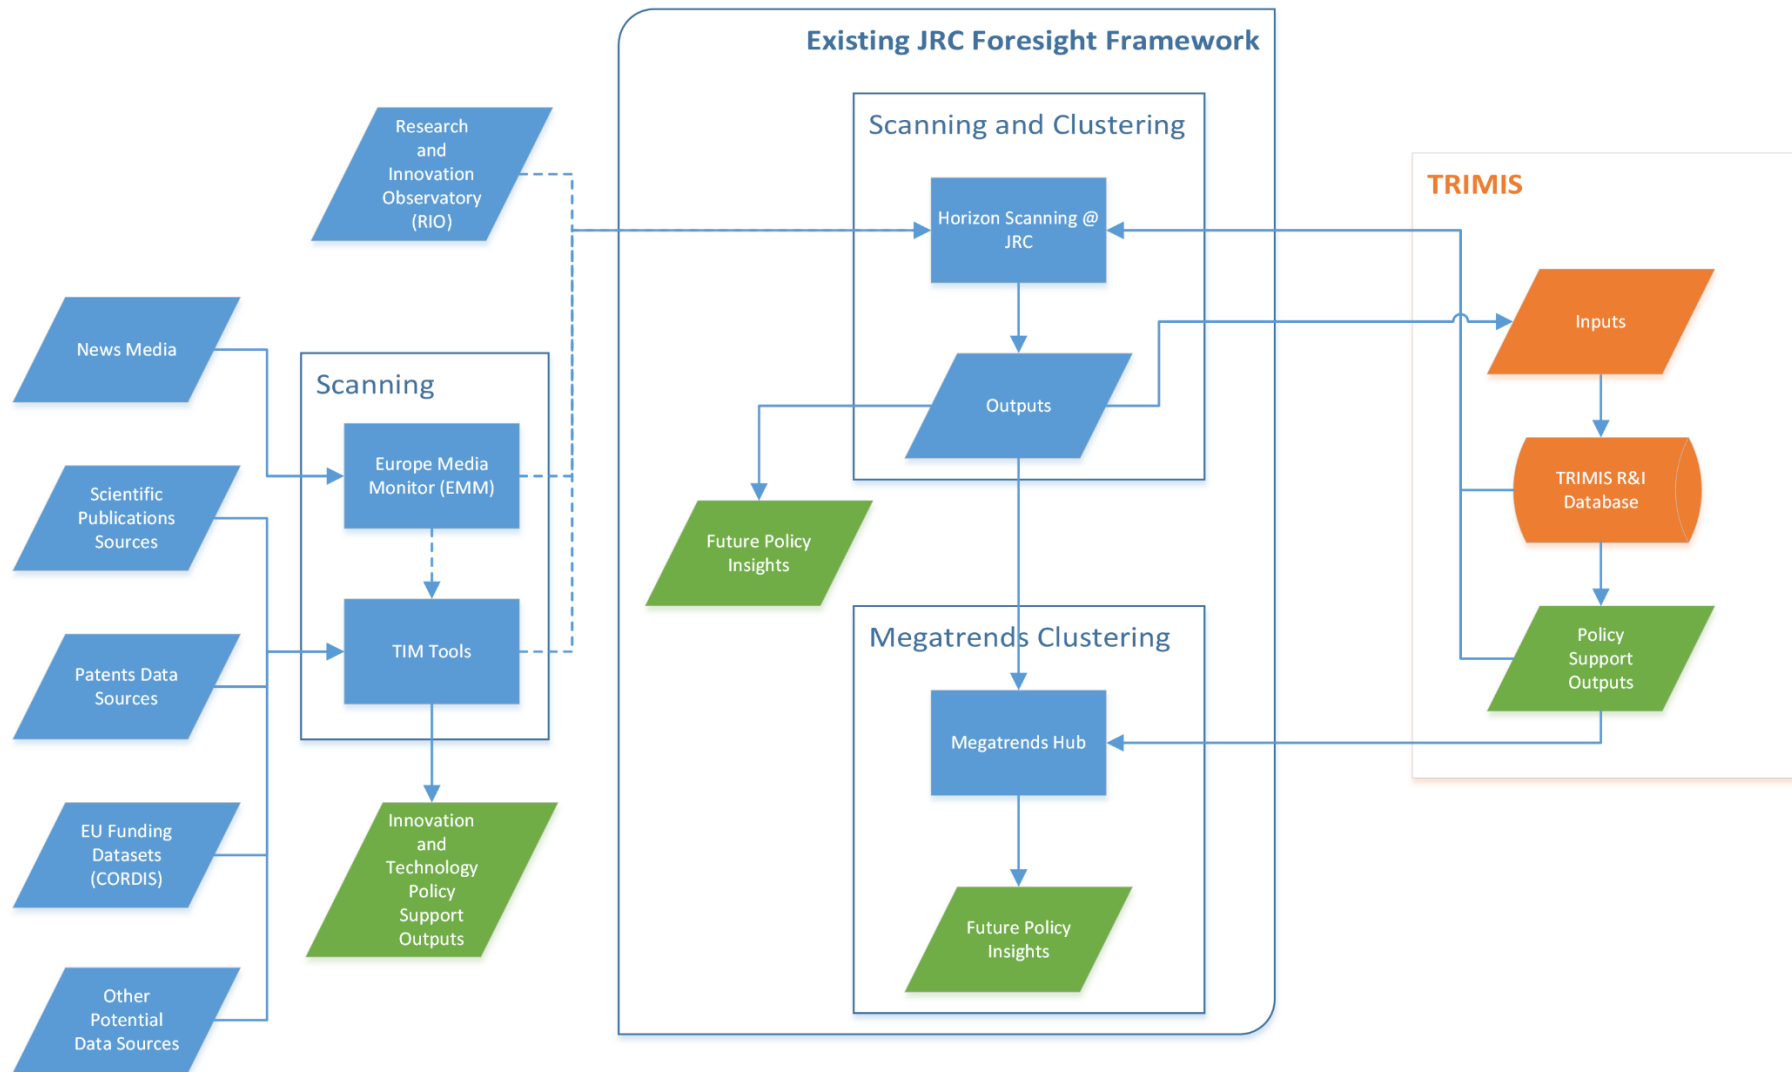 Existing JRC Foresight Framework
Research
and
Innovation
Observatory
(RIO)
Scanning and Clustering
Horizon Scanning @
JRC
Outputs
TRIMIS
Inputs
TRIMIS R&I
Database
Policy
Support
Outputs
News Media
Scientific
Publications
Sources
Patents Data
Sources
EU Funding
Datasets
(CORDIS)
Other
Potential
Data Sources
Scanning
Europe Media
Monitor (EMM)
TIM Tools
Innovation
and
Technology
Policy
Support
Outputs
Future Policy
Insights
Megatrends Clustering
Megatrends Hub
Future Policy
Insights